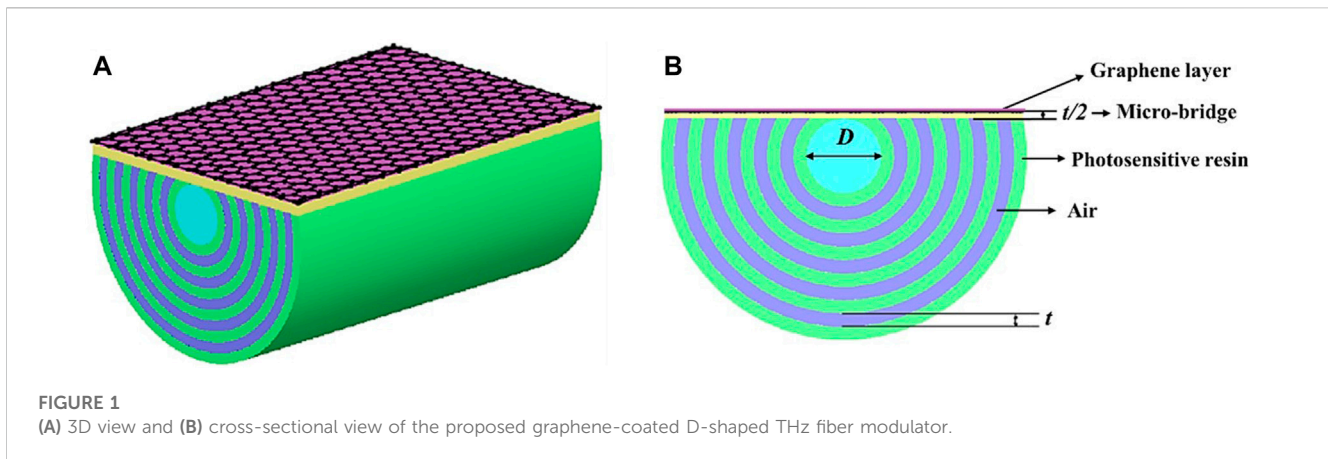 A
B
Graphene layer
t/2 → Micro-bridge
D
Photosensitive resin
Air
t
FIGURE 1
(A) 3D view and (B) cross-sectional view of the proposed graphene-coated D-shaped THz fiber modulator.